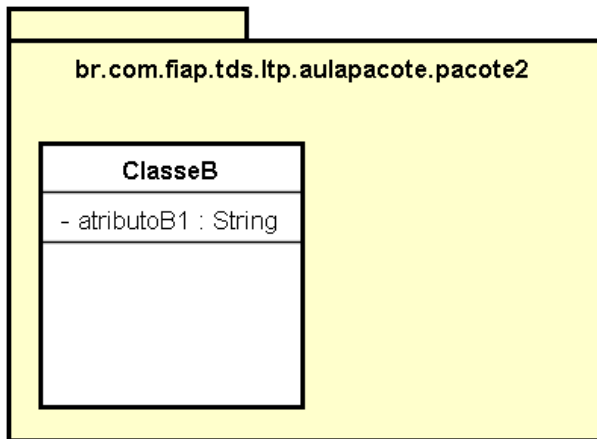 br.com.fiap.tds.ltp.aulapacote.pacote2
ClasseB
- atributoB1 : String